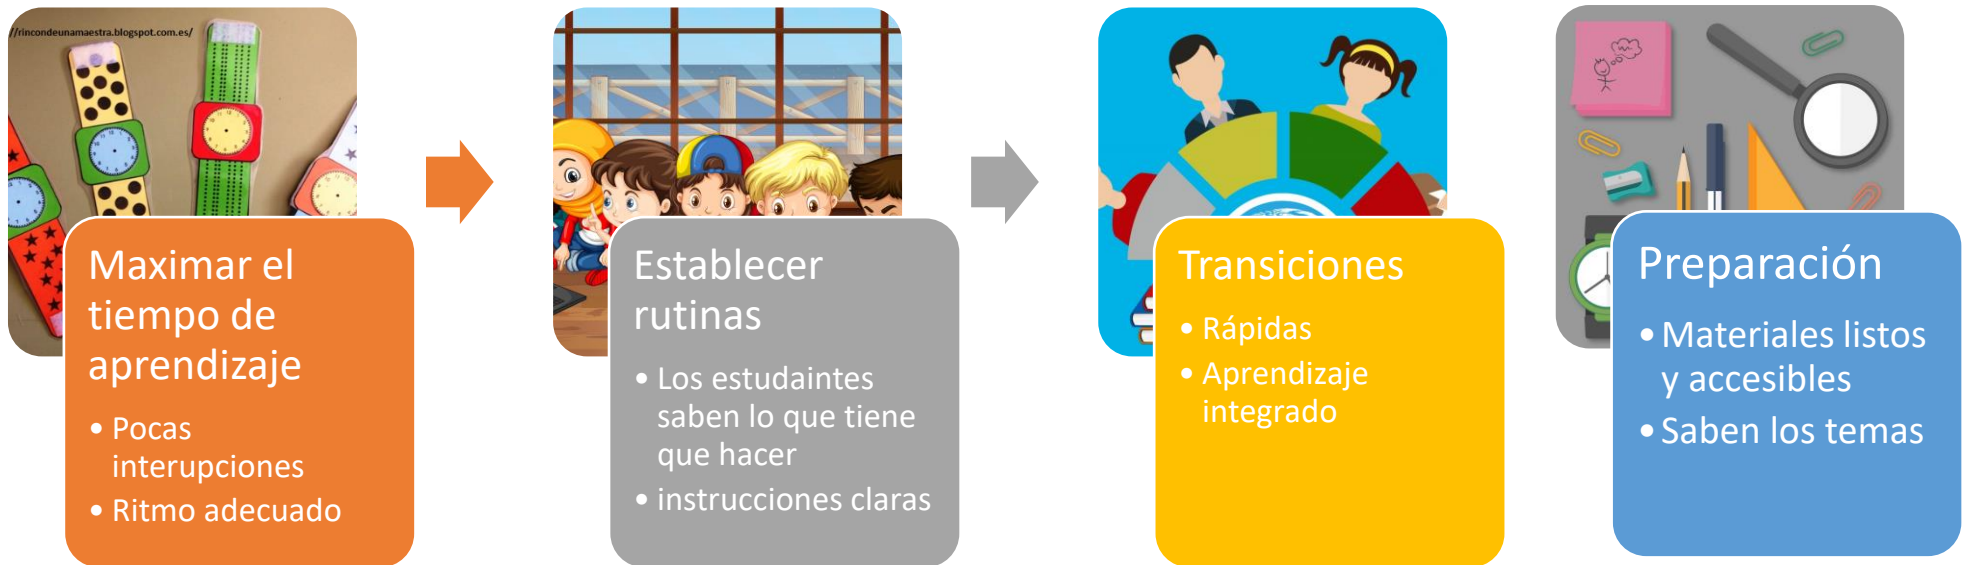 //rincondeunamaestra.blogspot.com.es/
Maximar el
tiempo de
aprendizaje
• Pocas
interupciones
• Ritmo adecuado
Establecer
rutinas
• Los estudaintes
saben lo que tiene
que hacer
• instrucciones claras
Transiciones
• Rápidas
• Aprendizaje
integrado
Preparación
• Materiales listos
y accesibles
• Saben los temas